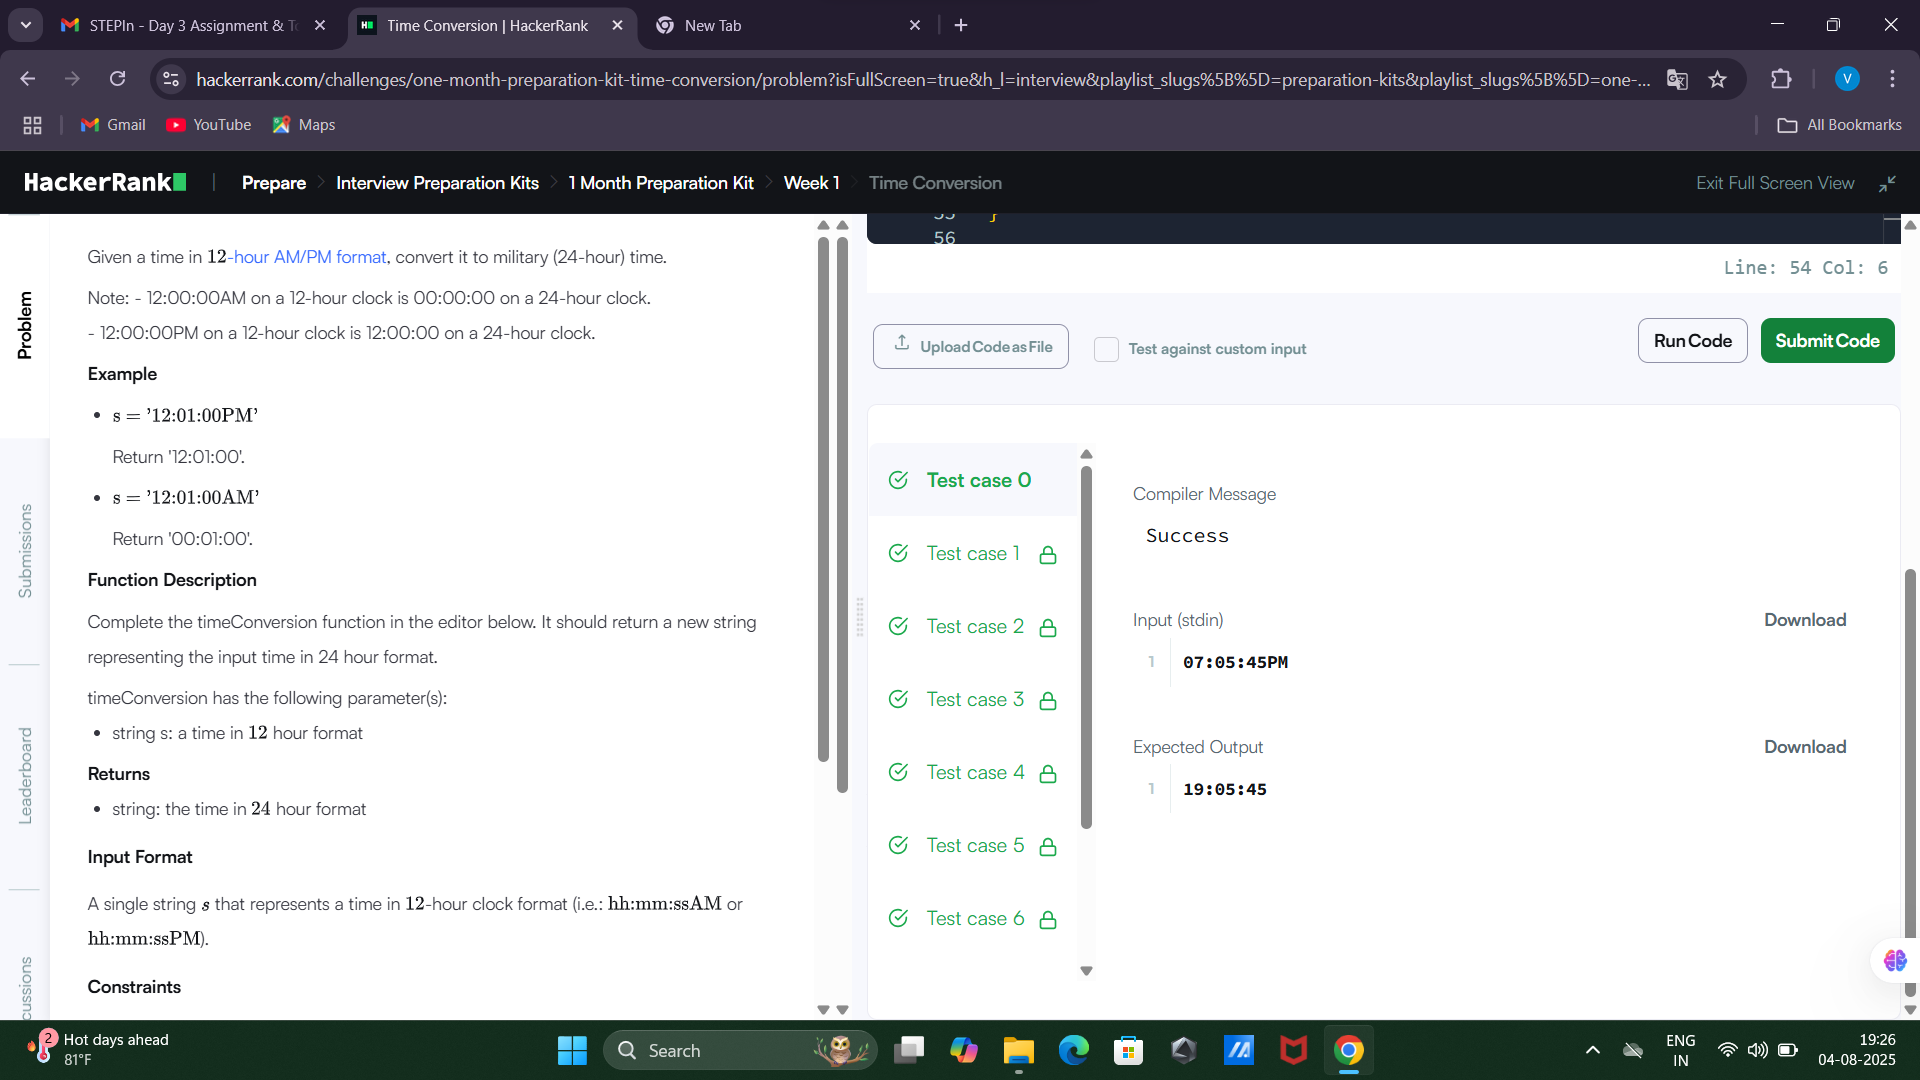 STEPIn - Day 3 Assignment & To
Time Conversion | HackerRank
New Tab
hackerrank.com/challenges/one-month-preparation-kit-time-conversion/problem?isFullScreen=true&h_l=interview&playlist_slugs%5B%5D=preparation-kits&playlist_slugs%5B%5D=one-...
V
Gmail
YouTube
Maps
All Bookmarks
HackerRank
Prepare
Interview Preparation Kits
1 Month Preparation Kit
Week 1
Time Conversion
Exit Full Screen View
Problem
Submissions
Leaderboard
Given a time in 12-hour AM/PM format, convert it to military (24-hour) time.
Note: - 12:00:00AM on a 12-hour clock is 00:00:00 on a 24-hour clock.
- 12:00:00PM on a 12-hour clock is 12:00:00 on a 24-hour clock.
Example
• s = '12:01:00PM'
Return '12:01:00'.
• s = '12:01:00AM'
Return '00:01:00'.
Function Description
Complete the timeConversion function in the editor below. It should return a new string
representing the input time in 24 hour format.
timeConversion has the following parameter(s):
• string s: a time in 12 hour format
Returns
• string: the time in 24 hour format
Input Format
A single string s that represents a time in 12-hour clock format (i.e.: hh:mm:ssAM or
hh:mm:ssPM).
Constraints
55 }
56
Line: 54 Col: 6
Upload Code as File
Test against custom input
Run Code
Submit Code
Test case 0
Test case 1
Test case 2
Test case 3
Test case 4
Test case 5
Test case 6
Compiler Message
Success
Input (stdin)
Download
1 07:05:45PM
Expected Output
Download
1 19:05:45
2
Hot days ahead
81°F
Search
ENG
IN
19:26
04-08-2025